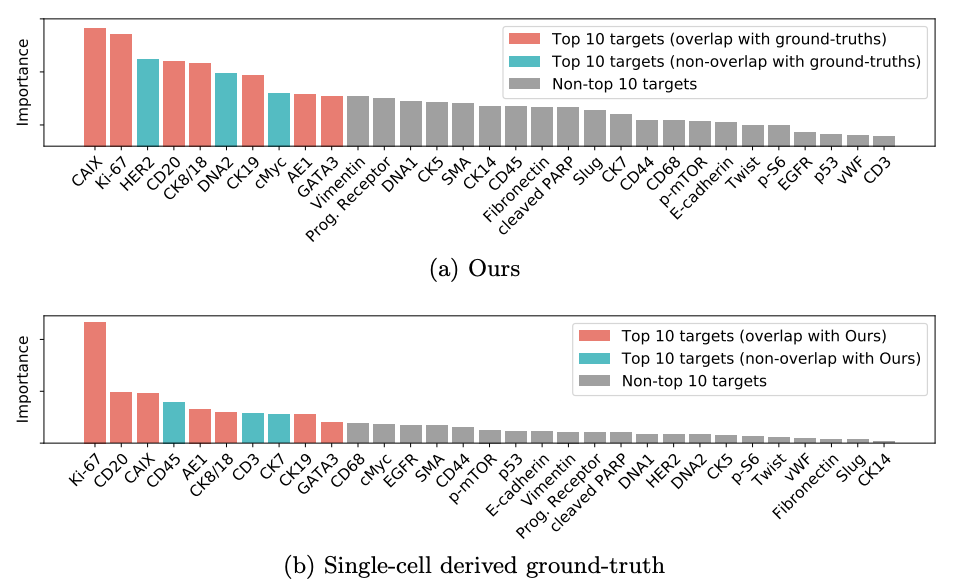 Importance
Top 10 targets (overlap with ground-truths)
Top 10 targets (non-overlap with ground-truths)
Non-top 10 targets
CAIX
Ki-67
HER2
CD20
CK8/18
DNA2
CK19
cMyc
AE1
GATA3
Vimentin
Prog. Receptor
DNA1
CK5
SMA
CK14
CD45
Fibronectin
cleaved PARP
Slug
CK7
CD44
CD68
p-mTOR
E-cadherin
Twist
p-S6
EGFR
p53
vWF
CD3
(a) Ours
Importance
Top 10 targets (overlap with Ours)
Top 10 targets (non-overlap with Ours)
Non-top 10 targets
Ki-67
CD20
CAIX
CD45
AE1
CK8/18
CD3
CK7
CK19
GATA3
CD68
cMyc
EGFR
SMA
CD44
p-mTOR
p53
E-cadherin
Vimentin
Prog. Receptor
cleaved PARP
DNA1
HER2
DNA2
CK5
p-S6
Twist
vWF
Fibronectin
Slug
CK14
(b) Single-cell derived ground-truth